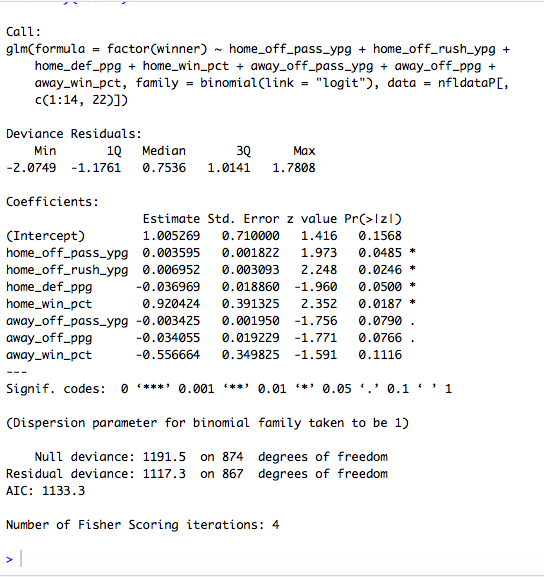 Call:
glm(formula = factor(winner) ~ home_off_pass_ypg + home_off_rush_ypg +
    home_def_ppg + home_win_pct + away_off_pass_ypg + away_off_ppg +
    away_win_pct, family = binomial(link = "logit"), data = nfldataP[,
    c(1:14, 22)])
Deviance Residuals:
    Min       1Q   Median       3Q      Max
-2.0749  -1.1761   0.7536   1.0141   1.7808
Coefficients:
                   Estimate Std. Error z value Pr(>|z|)
(Intercept)        1.005269   0.710000   1.416   0.1568
home_off_pass_ypg  0.003595   0.001822   1.973   0.0485 *
home_off_rush_ypg  0.006952   0.003093   2.248   0.0246 *
home_def_ppg      -0.036969   0.018860  -1.960   0.0500 *
home_win_pct       0.920424   0.391325   2.352   0.0187 *
away_off_pass_ypg -0.003425   0.001950  -1.756   0.0790 .
away_off_ppg      -0.034055   0.019229  -1.771   0.0766 .
away_win_pct      -0.556664   0.349825  -1.591   0.1116
---
Signif. codes:  0 ‘***’ 0.001 ‘**’ 0.01 ‘*’ 0.05 ‘.’ 0.1 ‘ ’ 1
(Dispersion parameter for binomial family taken to be 1)
    Null deviance: 1191.5  on 874  degrees of freedom
Residual deviance: 1117.3  on 867  degrees of freedom
AIC: 1133.3
Number of Fisher Scoring iterations: 4
>